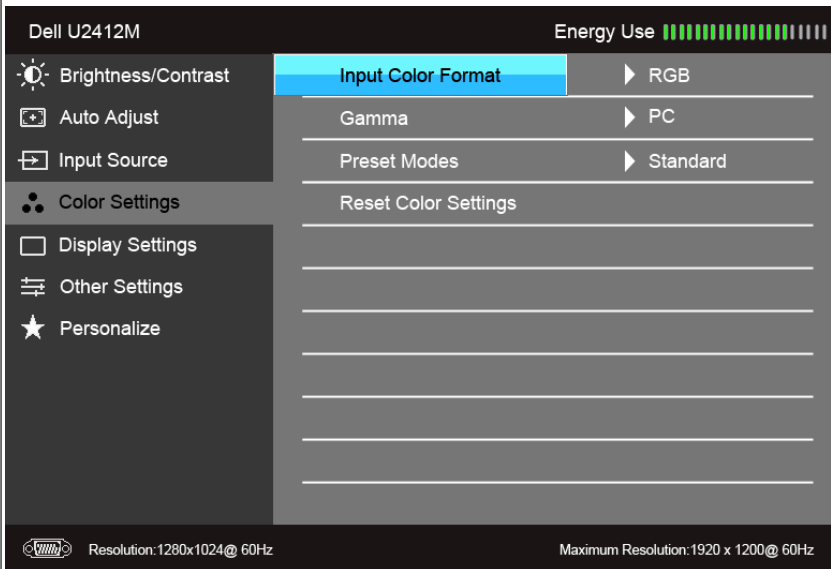 Dell U2412M Energy Use
Brightness/Contrast Input Color Format RGB
Auto Adjust Gamma PC
Input Source Preset Modes Standard
Color Settings Reset Color Settings
Display Settings
Other Settings
Personalize
Resolution:1280x1024@ 60Hz Maximum Resolution:1920 x 1200@ 60Hz